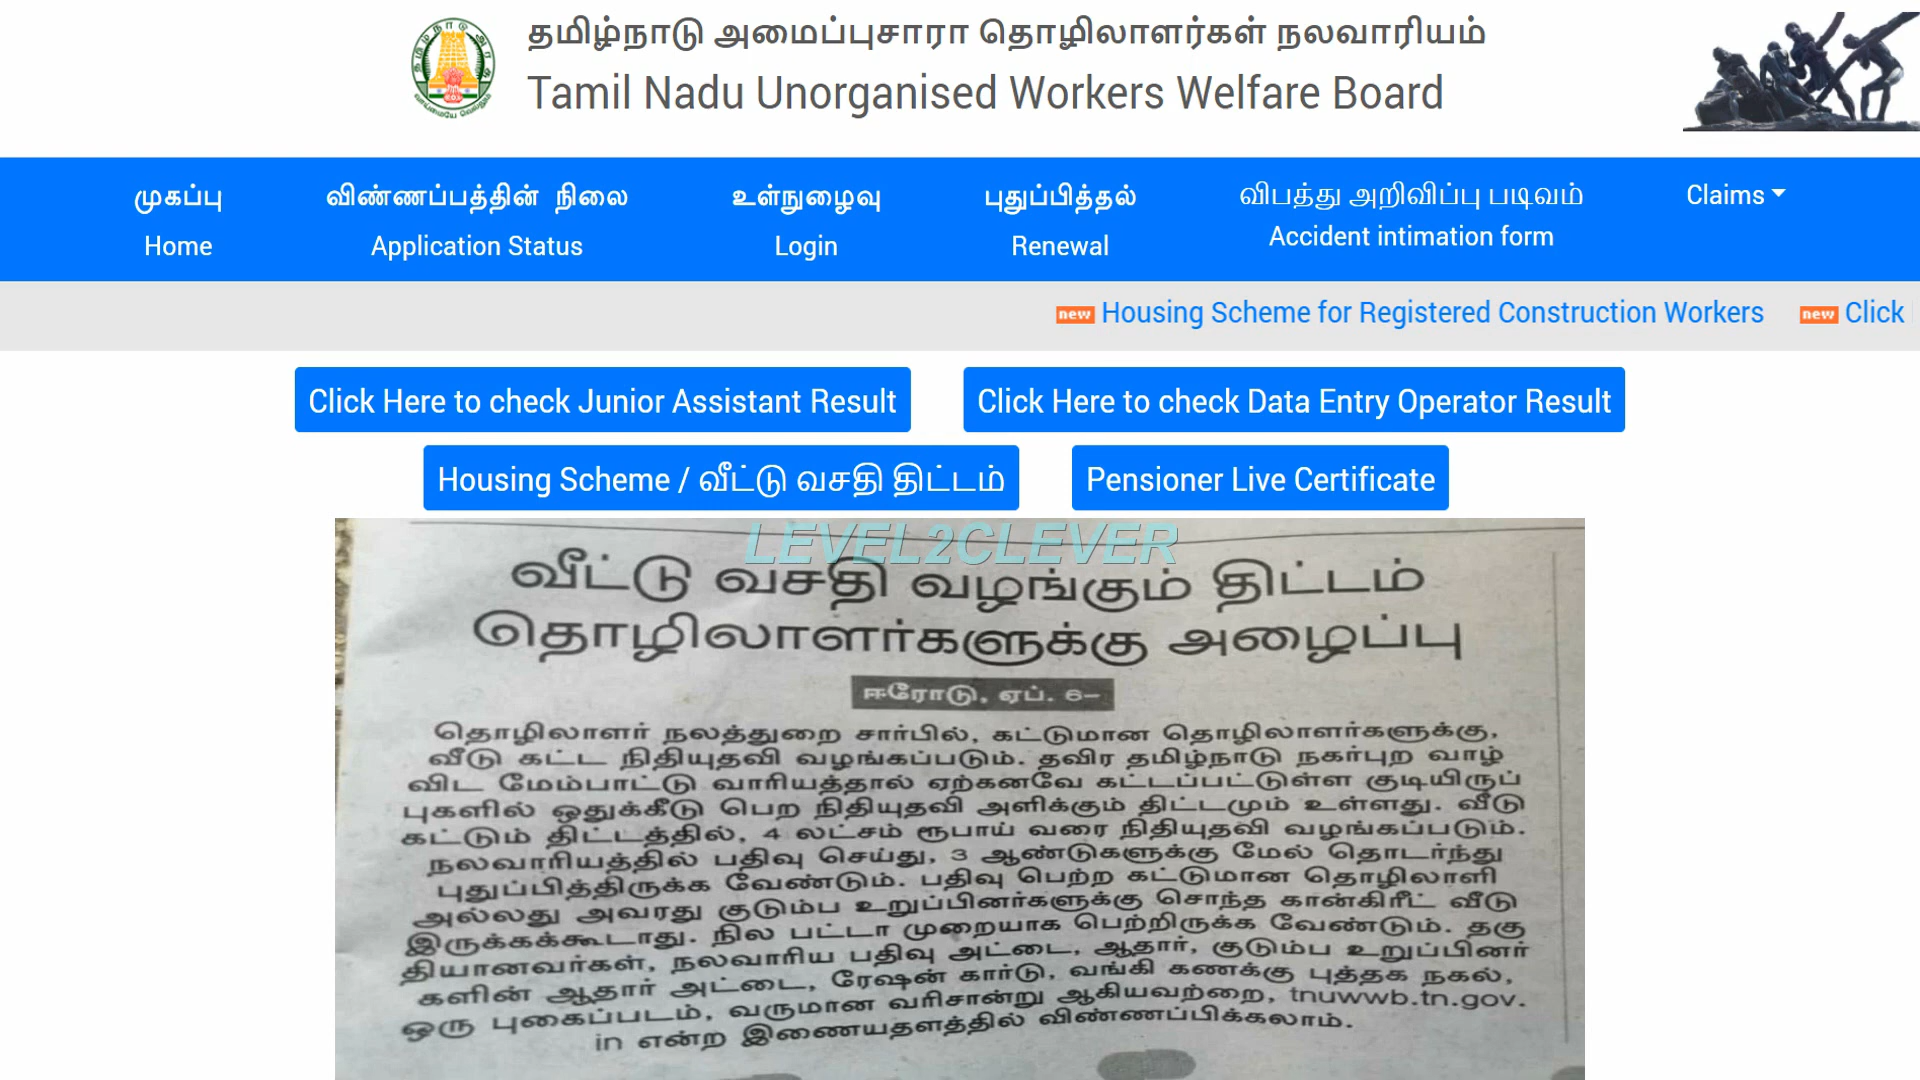 தமிழ்நாடு அமைப்புசாரா தொழிலாளர்கள் நலவாரியம்
Tamil Nadu Unorganised Workers Welfare Board
முகப்பு
Home
விண்ணப்பத்தின் நிலை
Application Status
உள்நுழைவு
Login
புதுப்பித்தல்
Renewal
விபத்து அறிவிப்பு படிவம்
Accident intimation form
Claims
new Housing Scheme for Registered Construction Workers new Click
Click Here to check Junior Assistant Result
Click Here to check Data Entry Operator Result
Housing Scheme / வீட்டு வசதி திட்டம்
Pensioner Live Certificate
LEVEL2CLEVER
வீட்டு வசதி வழங்கும் திட்டம்
தொழிலாளர்களுக்கு அழைப்பு
ஈரோடு, ஏப். 6–
தொழிலாளர் நலத்துறை சார்பில், கட்டுமான தொழிலாளர்களுக்கு,
வீடு கட்ட நிதியுதவி வழங்கப்படும். தவிர தமிழ்நாடு நகர்புற வாழ்
விட மேம்பாட்டு வாரியத்தால் ஏற்கனவே கட்டப்பட்டுள்ள குடியிருப்
புகளில் ஒதுக்கீடு பெற நிதியுதவி அளிக்கும் திட்டமும் உள்ளது. வீடு
கட்டும் திட்டத்தில், 4 லட்சம் ரூபாய் வரை நிதியுதவி வழங்கப்படும்.
நலவாரியத்தில் பதிவு செய்து, 3 ஆண்டுகளுக்கு மேல் தொடர்ந்து
புதுப்பித்திருக்க வேண்டும். பதிவு பெற்ற கட்டுமான தொழிலாளி
அல்லது அவரது குடும்ப உறுப்பினர்களுக்கு சொந்த கான்கிரீட் வீடு
இருக்கக்கூடாது. நில பட்டா முறையாக பெற்றிருக்க வேண்டும். தகு
தியானவர்கள், நலவாரிய பதிவு அட்டை, ஆதார், குடும்ப உறுப்பினர்
களின் ஆதார் அட்டை, ரேஷன் கார்டு, வங்கி கணக்கு புத்தக நகல்,
ஒரு புகைப்படம், வருமான வரிசான்று ஆகியவற்றை, tnuwwb.tn.gov.
in என்ற இணையதளத்தில் விண்ணப்பிக்கலாம்.